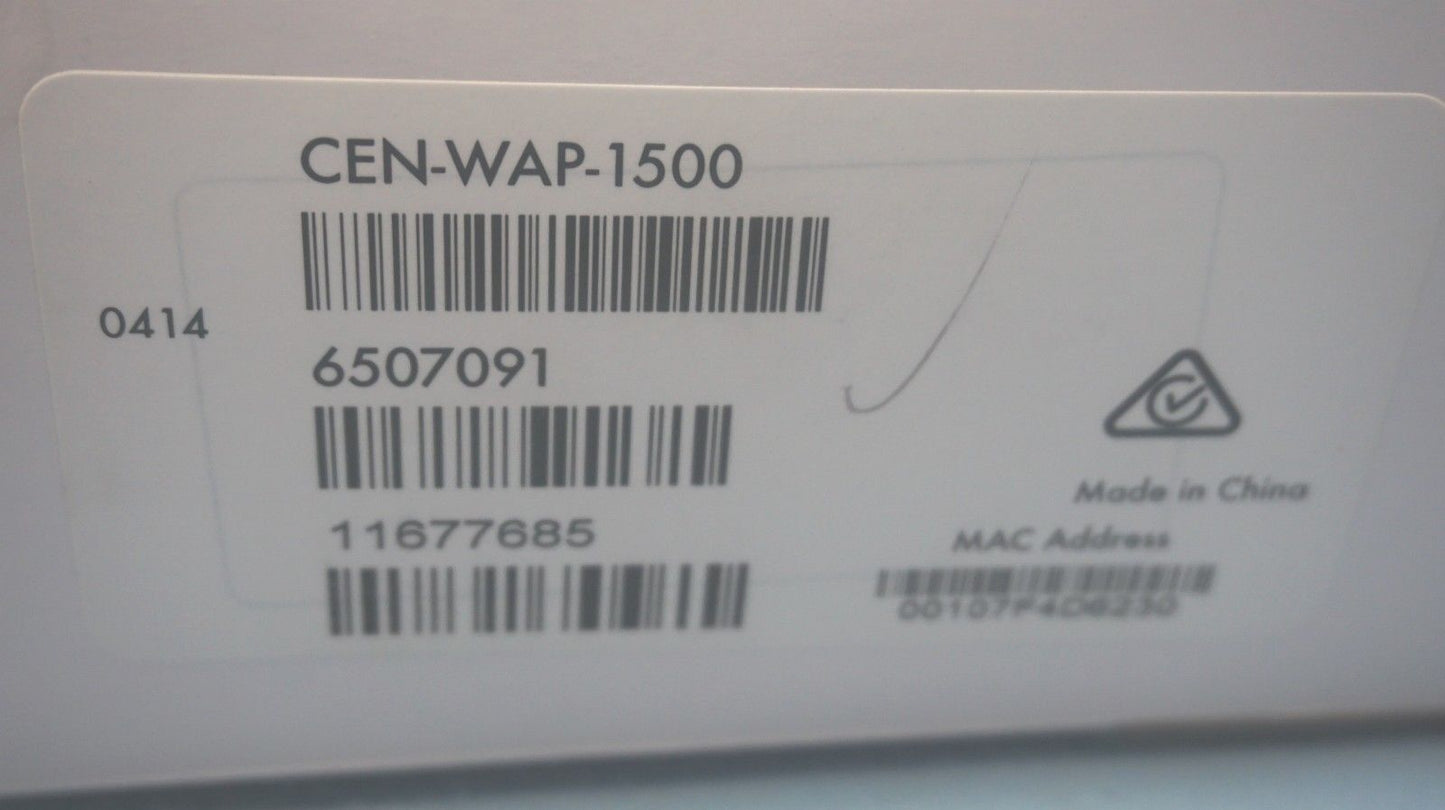 CEN-WAP-1500
0414
6507091
11677685
Made in China
MAC Address
00107F4D6230